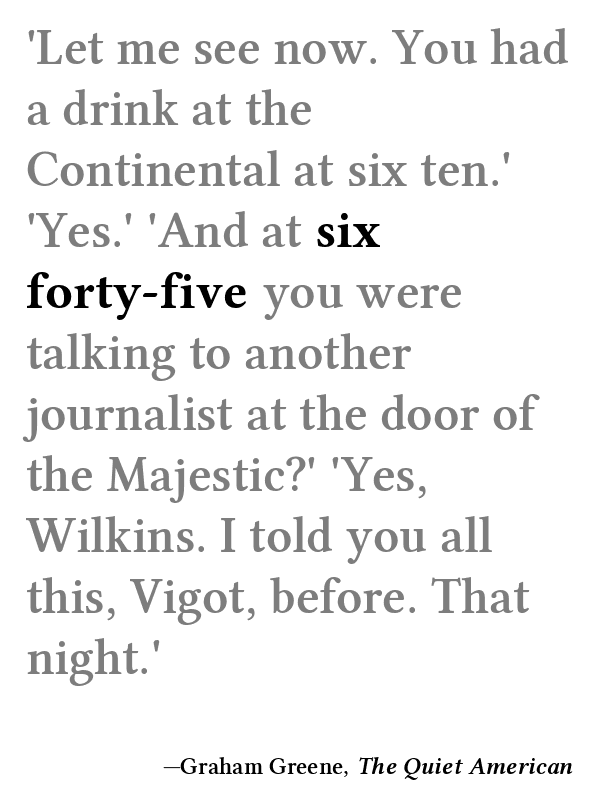 'Let me see now. You had
a drink at the
Continental at six ten.'
'Yes.' 'And at six
forty-five you were
talking to another
journalist at the door of
the Majestic?' 'Yes,
Wilkins. I told you all
this, Vigot, before. That
night.'
—Graham Greene, The Quiet American